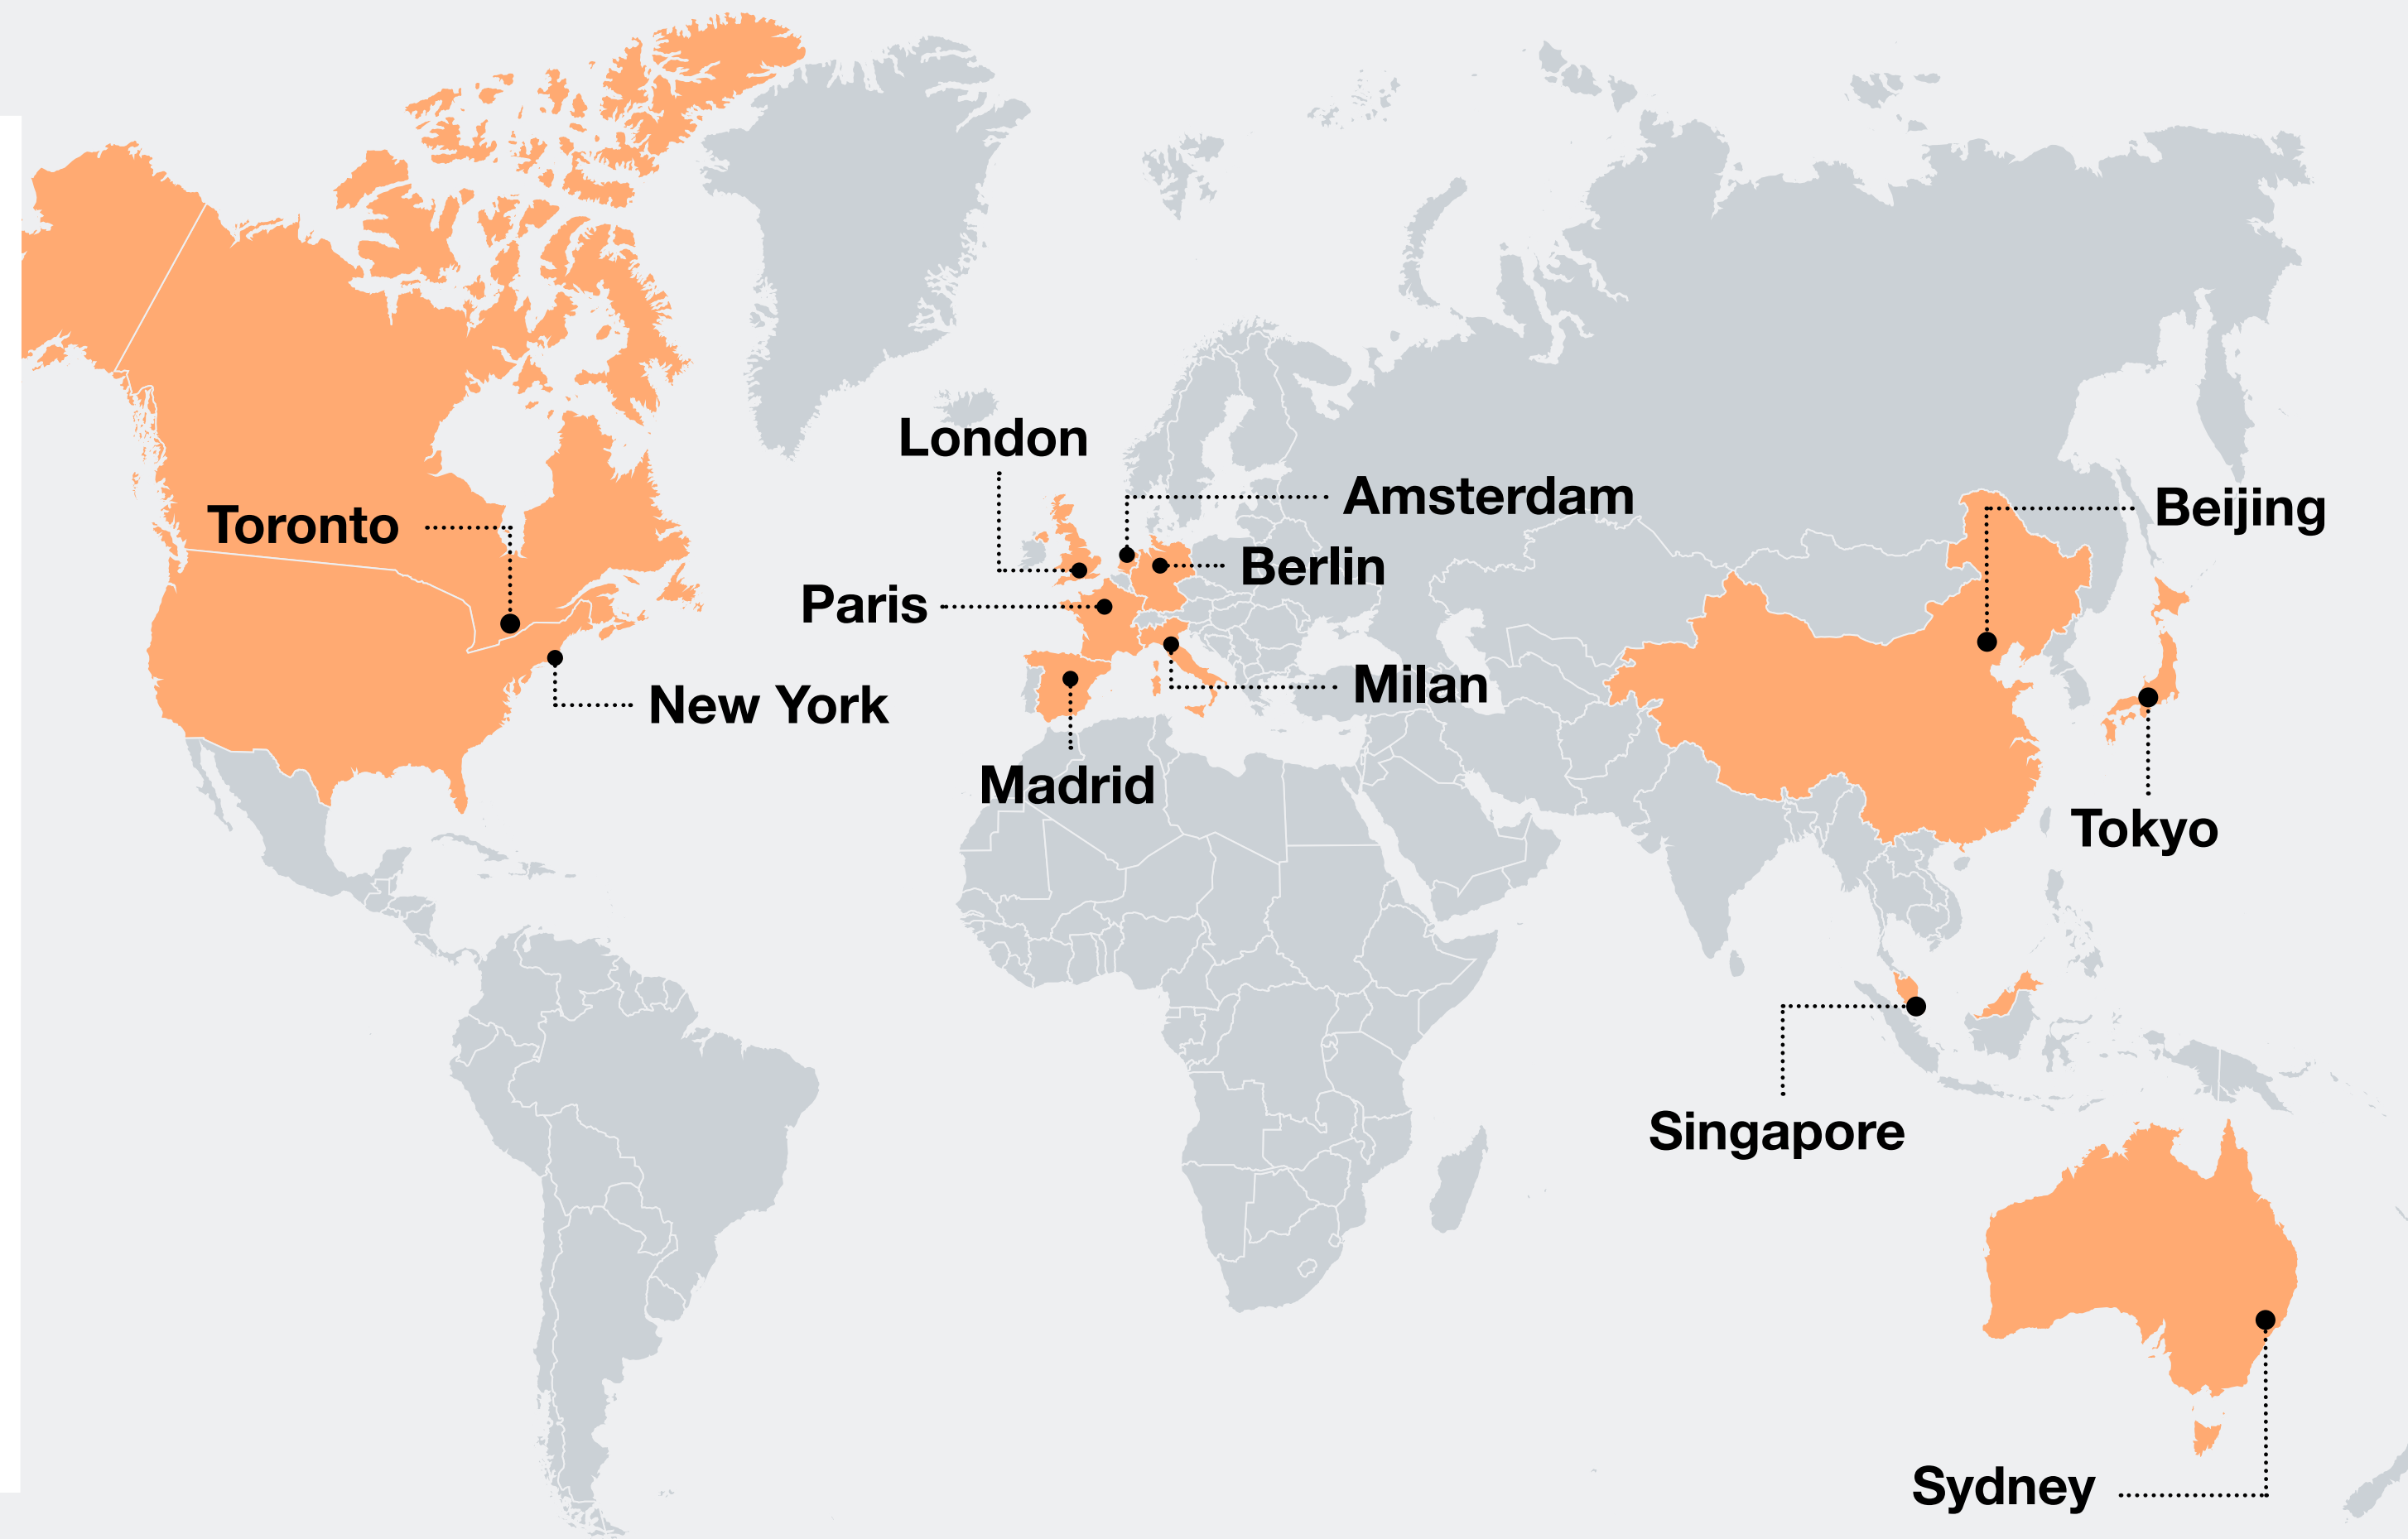 London
Amsterdam
Beijing
Toronto
Berlin
Paris
Milan
New York
Madrid
Tokyo
Singapore
Sydney